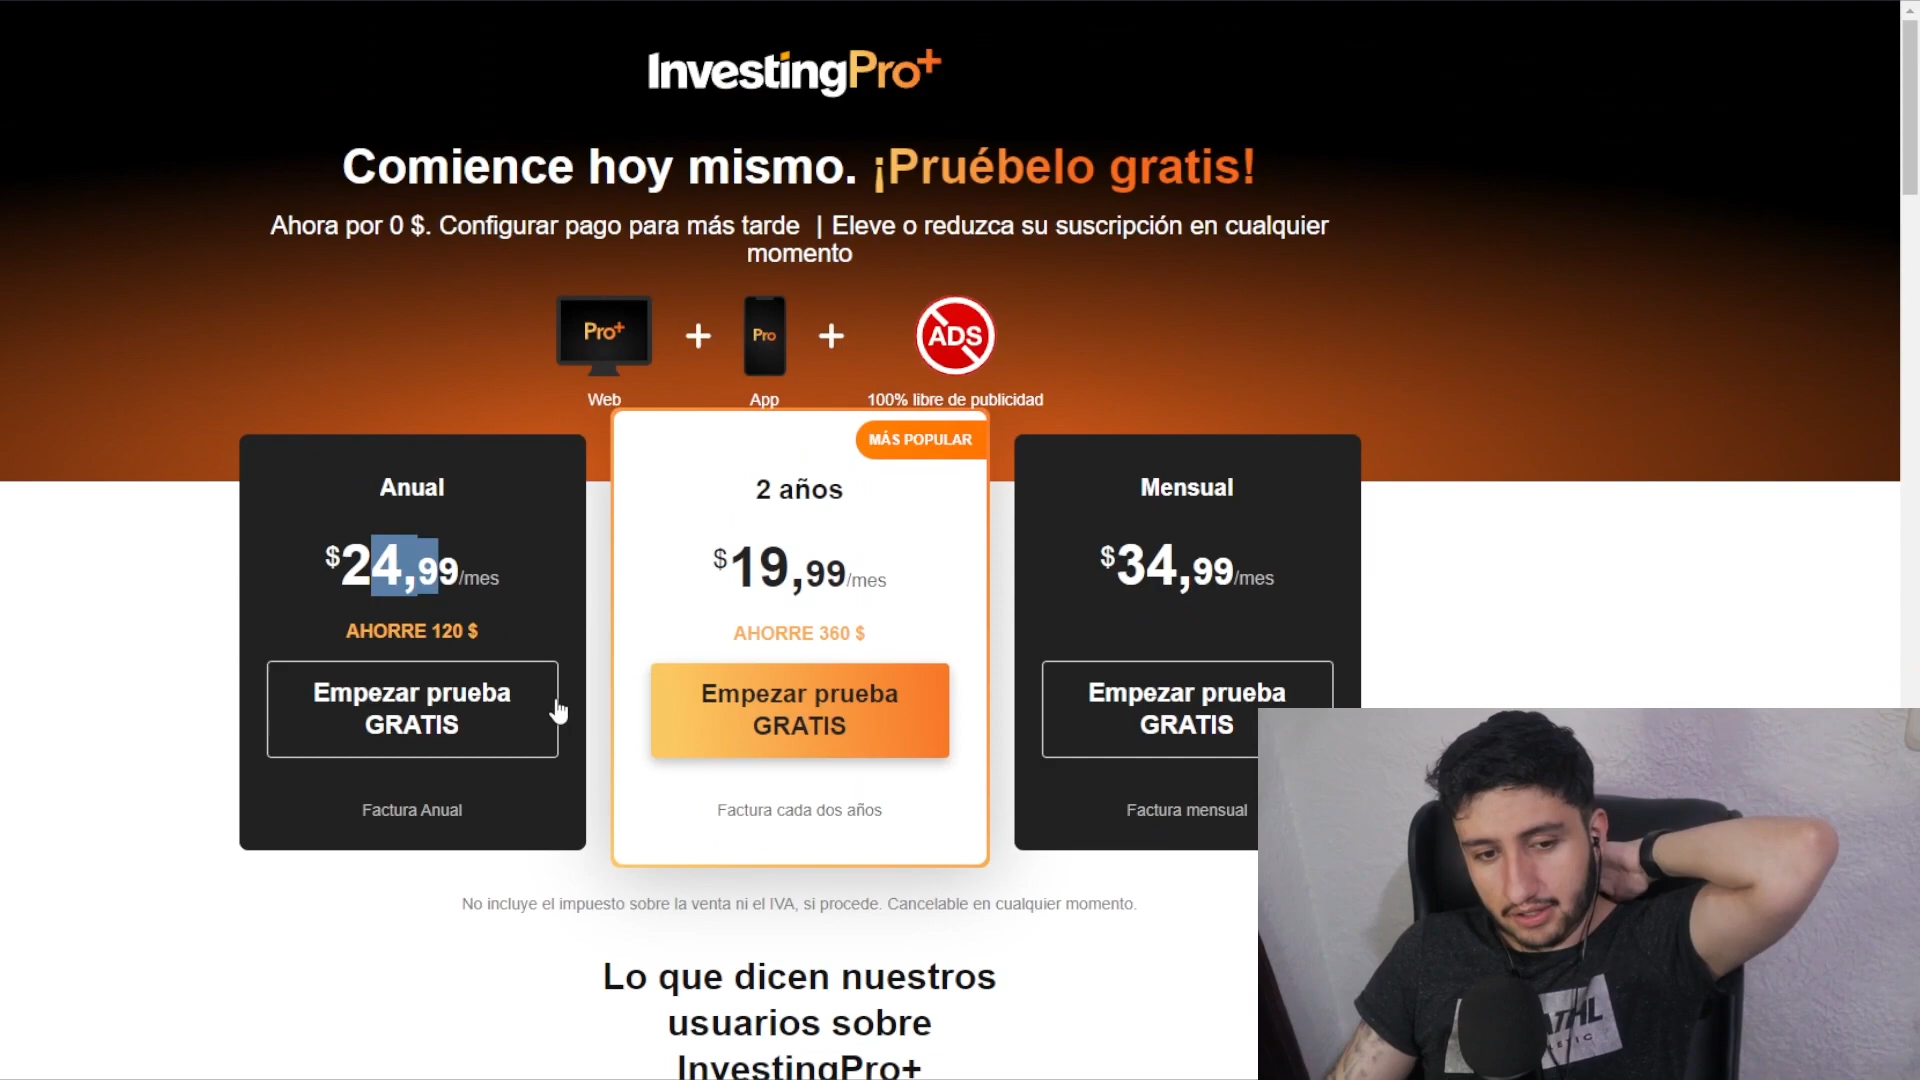 InvestingPro+
Comience hoy mismo. ¡Pruébelo gratis!
Ahora por 0 $. Configurar pago para más tarde | Eleve o reduzca su suscripción en cualquier
momento
Pro+
+
Pro
+
ADS
Web
App
100% libre de publicidad
MÁS POPULAR
Anual
$24,99/mes
AHORRE 120 $
Empezar prueba
GRATIS
Factura Anual
2 años
$19,99/mes
AHORRE 360 $
Empezar prueba
GRATIS
Factura cada dos años
Mensual
$34,99/mes
Empezar prueba
GRATIS
Factura mensual
No incluye el impuesto sobre la venta ni el IVA, si procede. Cancelable en cualquier momento.
Lo que dicen nuestros
usuarios sobre
InvestingPro+